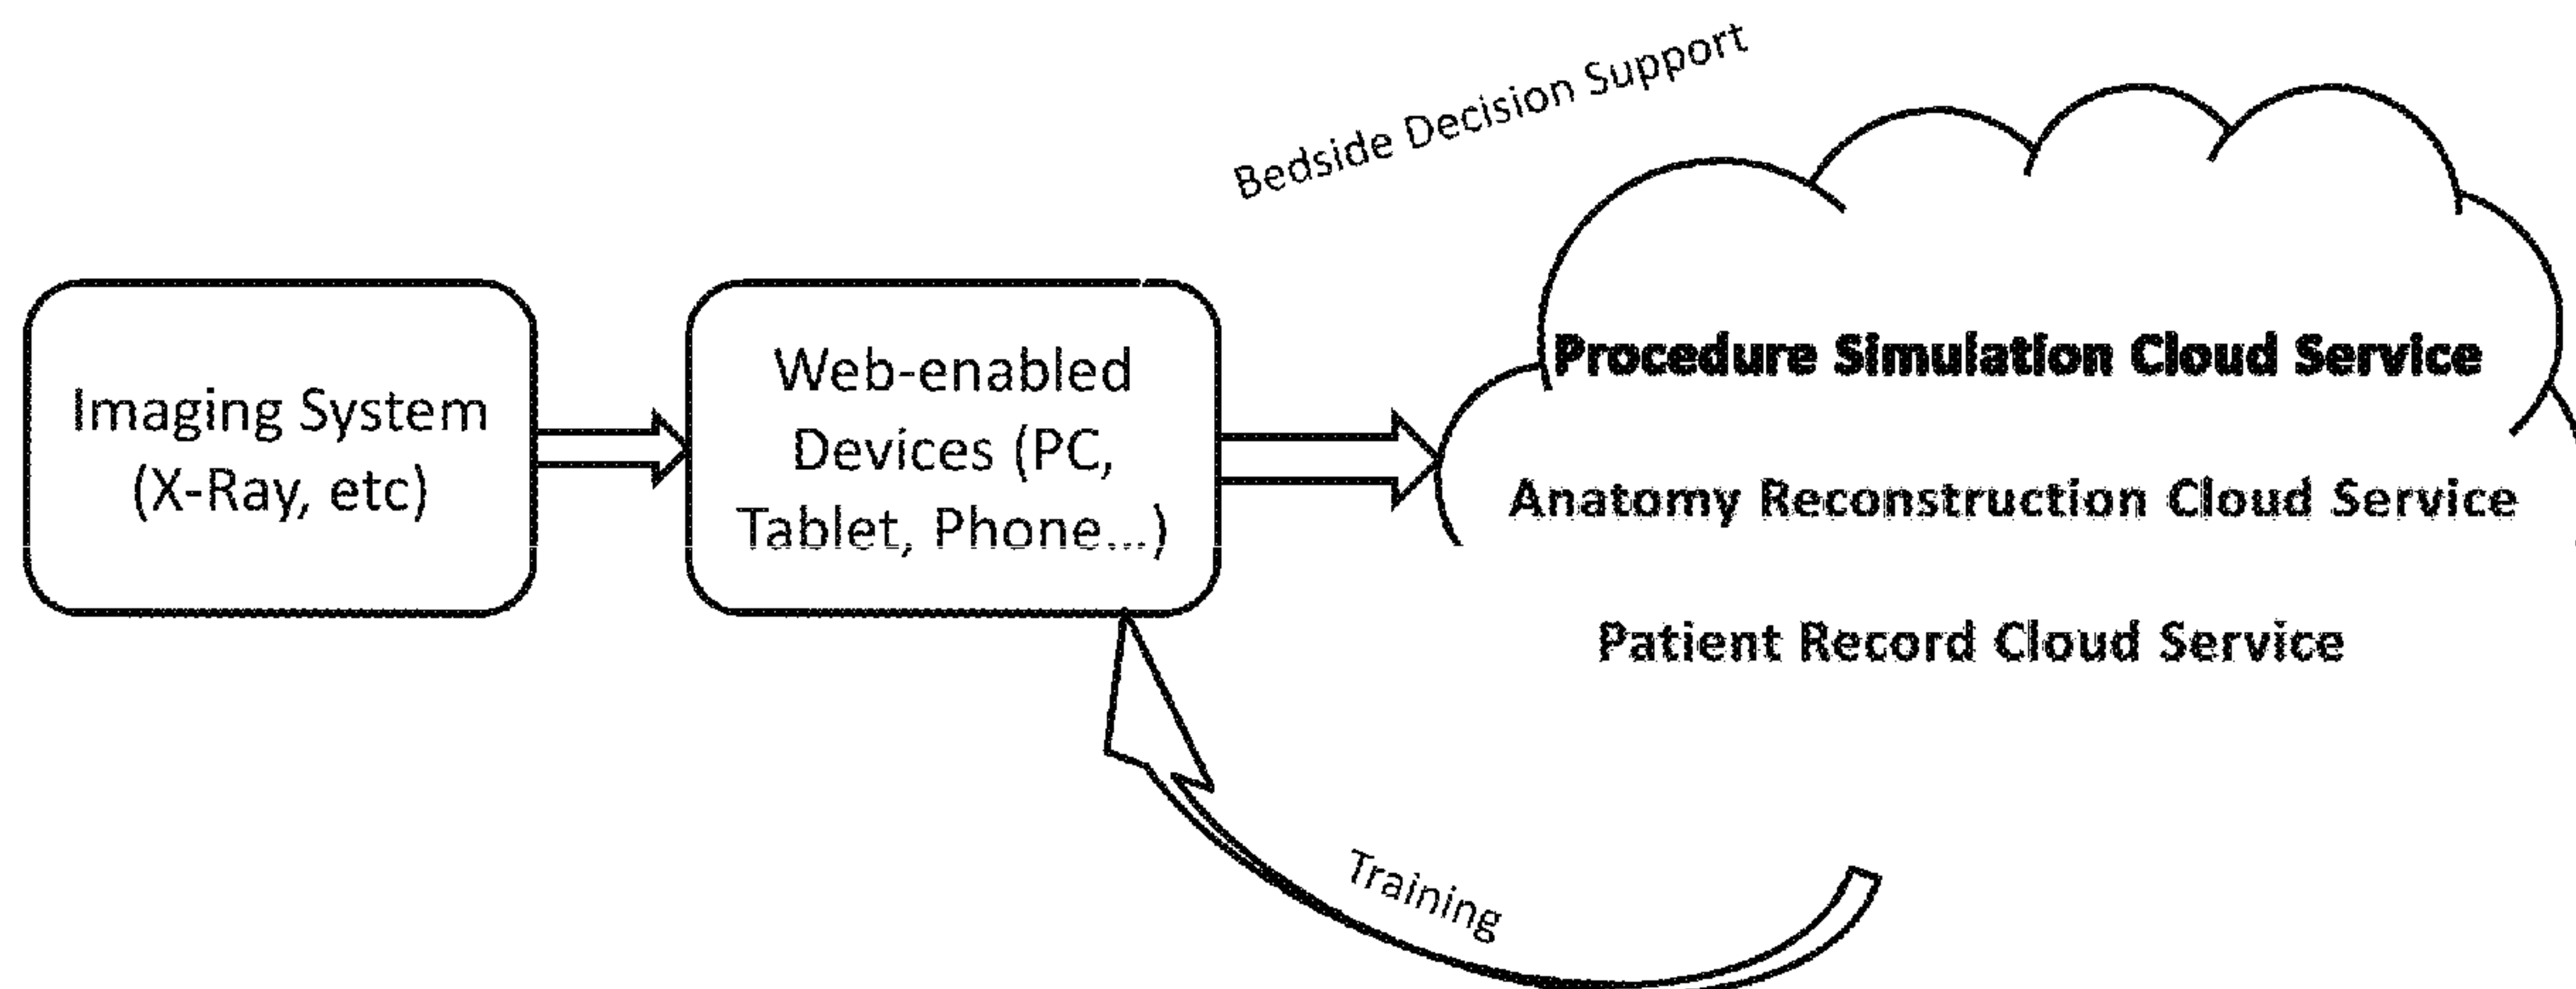 Bedside Decision Support
Imaging System
(X-Ray, etc)
Web-enabled
Devices (PC,
Tablet, Phone...)
Procedure Simulation Cloud Service
Anatomy Reconstruction Cloud Service
Patient Record Cloud Service
Training